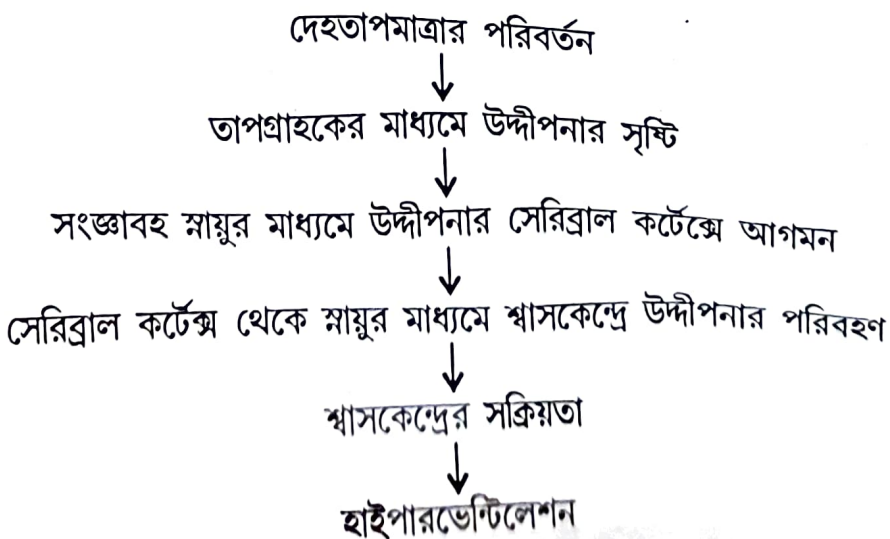 দেহতাপমাত্রার পরিবর্তন
তাপগ্রাহকের মাধ্যমে উদ্দীপনার সৃষ্টি
সংজ্ঞাবহ স্নায়ুর মাধ্যমে উদ্দীপনার সেরিব্রাল কর্টেক্সে আগমন
সেরিব্রাল কর্টেক্স থেকে স্নায়ুর মাধ্যমে শ্বাসকেন্দ্রে উদ্দীপনার পরিবহণ
শ্বাসকেন্দ্রের সক্রিয়তা
হাইপারভেন্টিলেশন